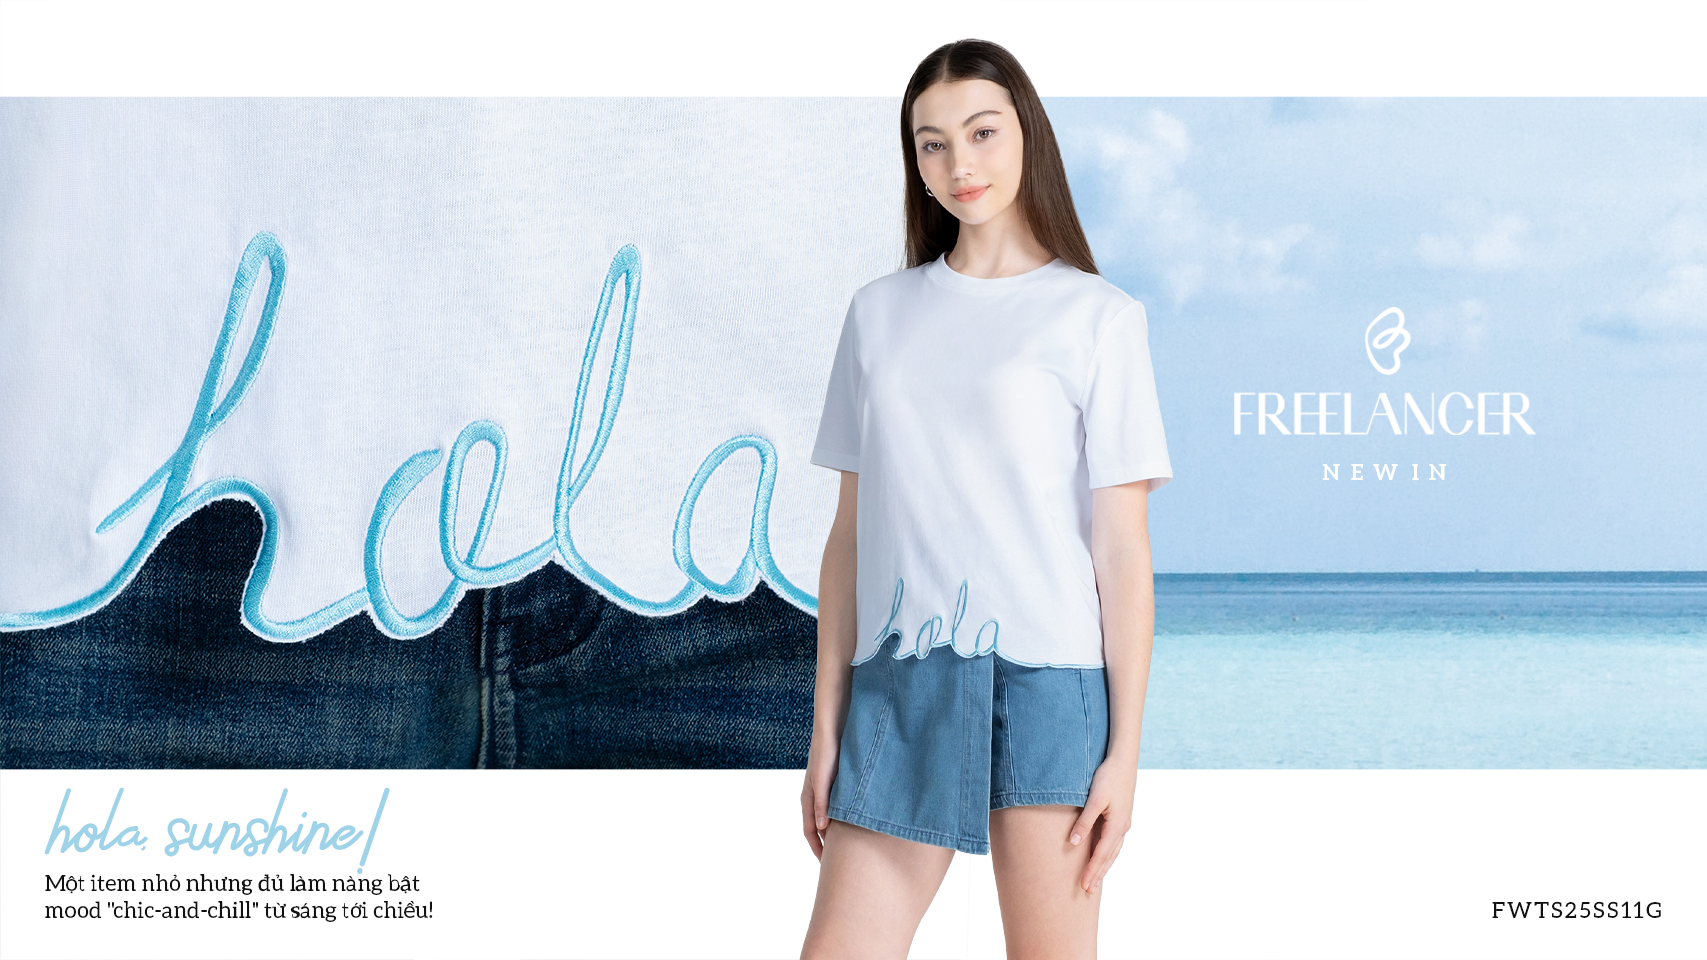 hola
hola
FREELANCER
NEW IN
hola, sunshine!
Một item nhỏ nhưng đủ làm nàng bật
mood "chic-and-chill" từ sáng tới chiều!
FWTS25SS11G